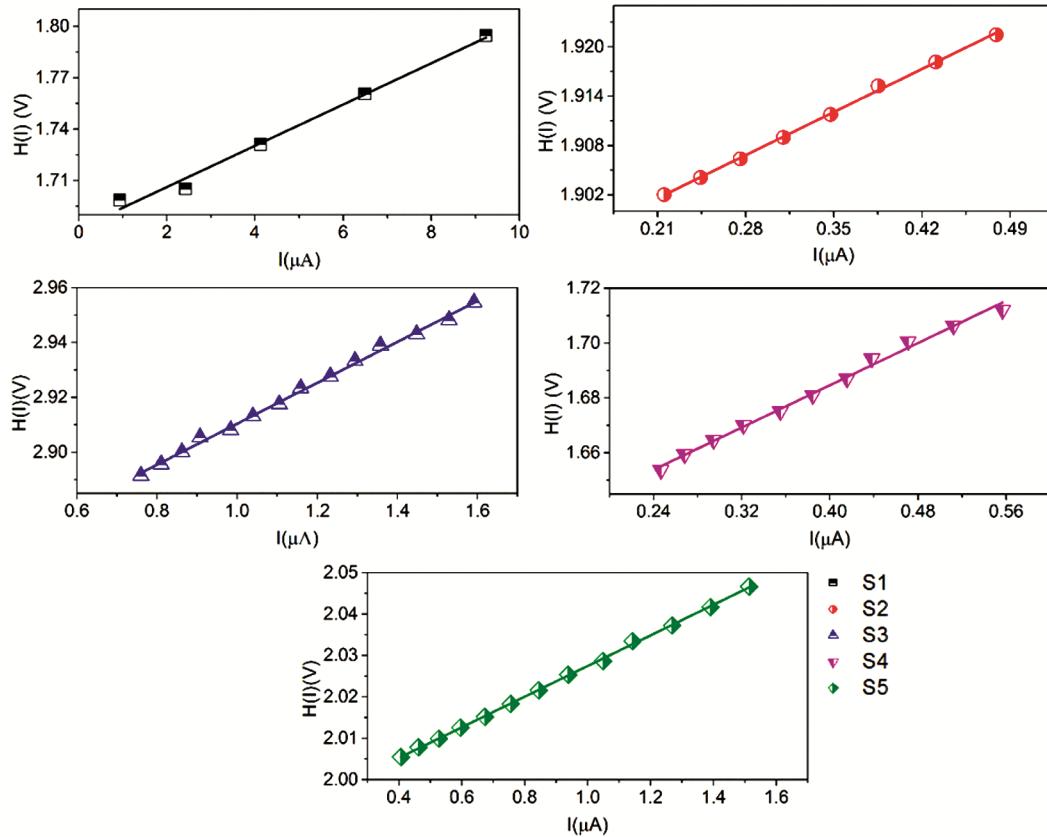 H(I) (V)
1.80
1.77
1.74
1.71
0 2 4 6 8 10
I(μA)
H(I) (V)
1.920
1.914
1.908
1.902
0.21 0.28 0.35 0.42 0.49
I(μA)
H(I)(V)
2.96
2.94
2.92
2.90
0.6 0.8 1.0 1.2 1.4 1.6
I(μA)
H(I) (V)
1.72
1.70
1.68
1.66
0.24 0.32 0.40 0.48 0.56
I(μA)
H(I)(V)
2.05
2.04
2.03
2.02
2.01
2.00
0.4 0.6 0.8 1.0 1.2 1.4 1.6
I(μA)
S1
S2
S3
S4
S5